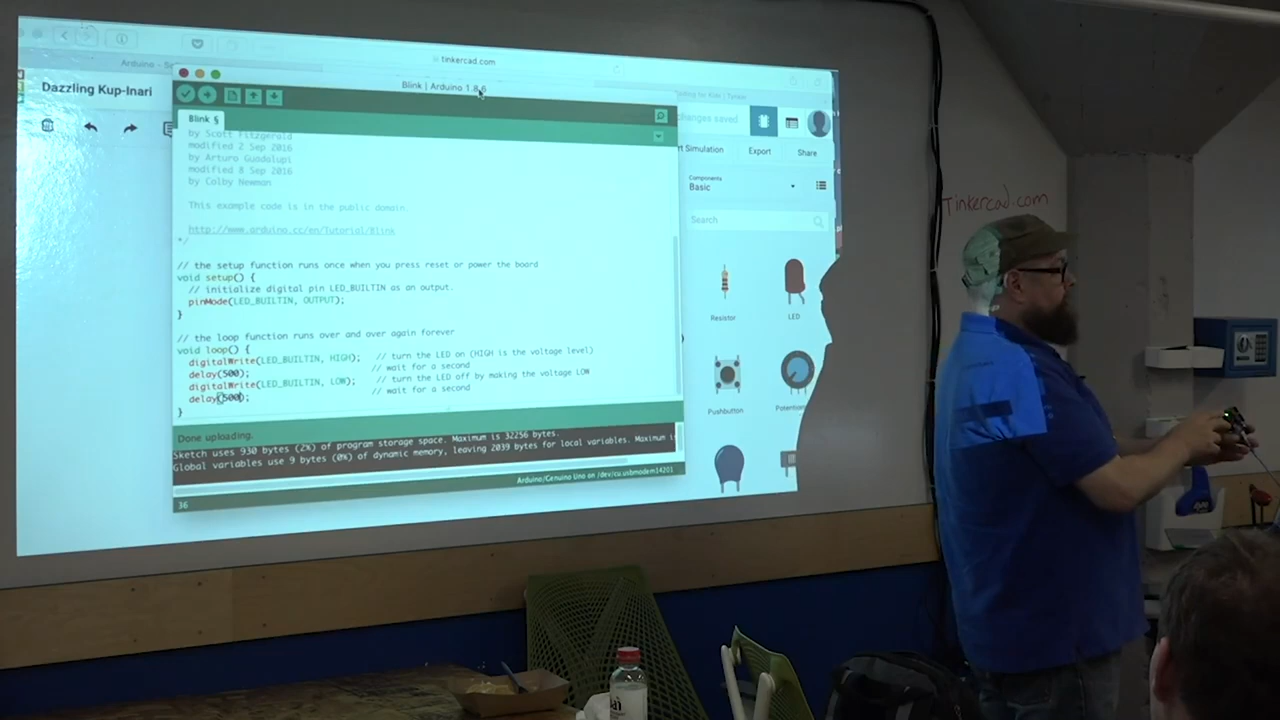 tinkercad.com
Arduino - Se
Dazzling Kup-Inari
Blink | Arduino 1.8.6
Blink §
by Scott Fitzgerald
modified 2 Sep 2016
by Arturo Guadalupi
modified 8 Sep 2016
by Colby Newman
This example code is in the public domain.
http://www.arduino.cc/en/Tutorial/Blink
*/
// the setup function runs once when you press reset or power the board
void setup() {
// initialize digital pin LED_BUILTIN as an output.
pinMode(LED_BUILTIN, OUTPUT);
}
// the loop function runs over and over again forever
void loop() {
digitalWrite(LED_BUILTIN, HIGH); // turn the LED on (HIGH is the voltage level)
delay(500); // wait for a second
digitalWrite(LED_BUILTIN, LOW); // turn the LED off by making the voltage LOW
delay(500); // wait for a second
}
Done uploading.
Sketch uses 930 bytes (2%) of program storage space. Maximum is 32256 bytes.
Global variables use 9 bytes (0%) of dynamic memory, leaving 2039 bytes for local variables. Maximum i
36
Arduino/Genuino Uno on /dev/cu.usbmodem14201
changes saved
rt Simulation
Export
Share
Components
Basic
Search
Resistor
LED
Pushbutton
Potentio
Tinkercad.com